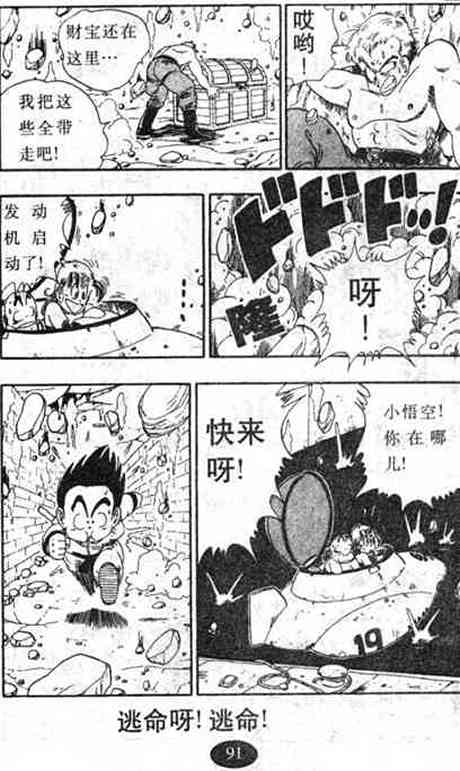 财宝还在
这里…
我把这
些全带
走吧!
哎哟!
发动
机启
动了!
ドドド…!
隆
呀!
小悟空!
你在哪
儿!
快来
呀!
19
逃命呀!逃命!
91